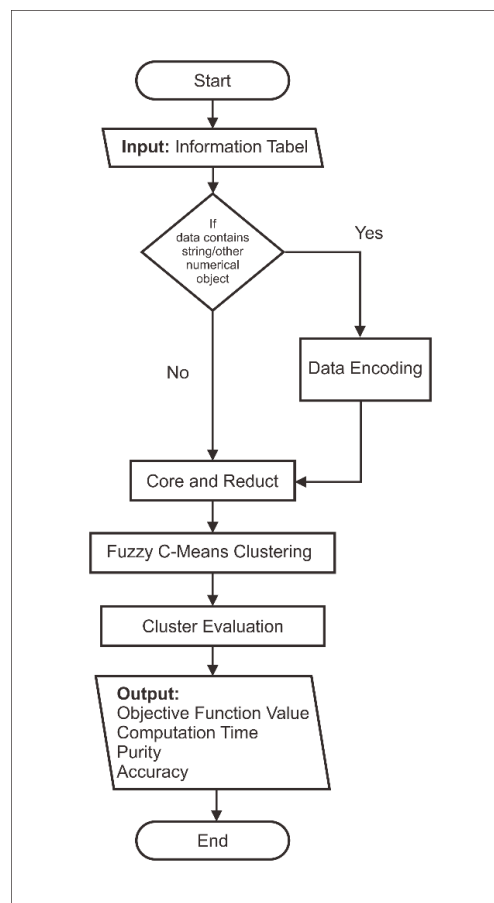 Start
Input: Information Tabel
If
data contains
string/other
numerical
object
Yes
No
Data Encoding
Core and Reduct
Fuzzy C-Means Clustering
Cluster Evaluation
Output:
Objective Function Value
Computation Time
Purity
Accuracy
End